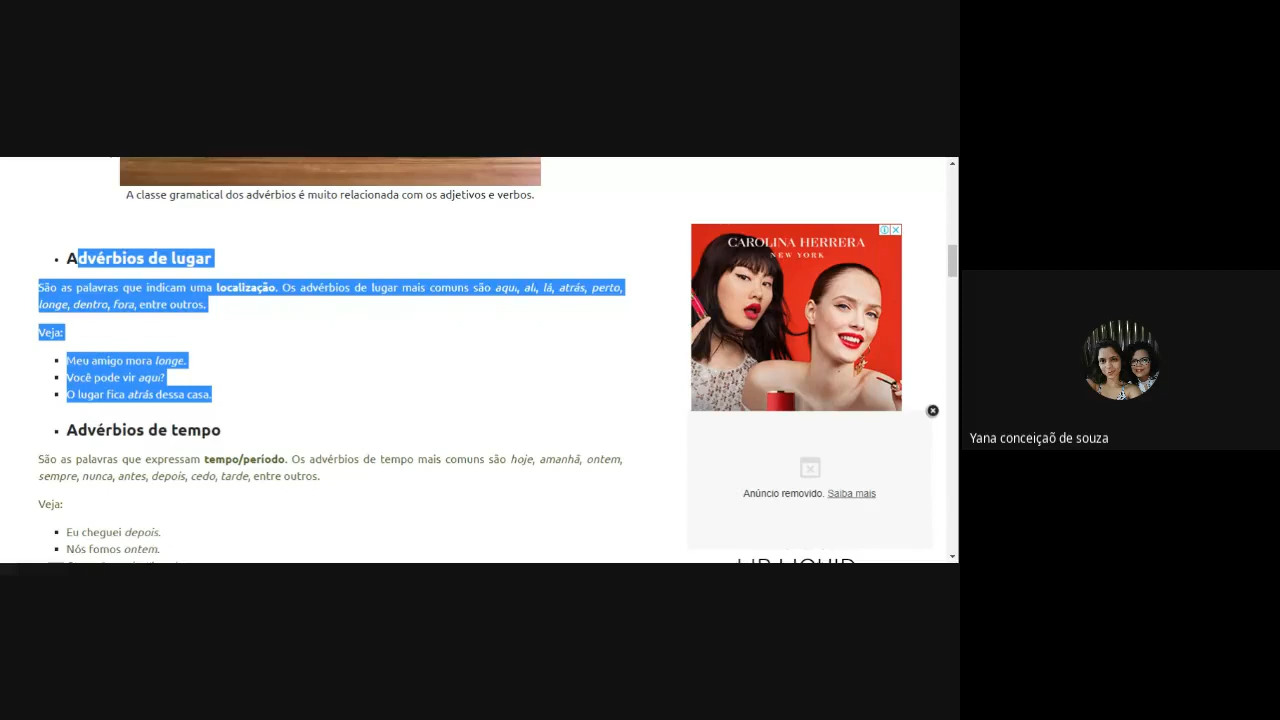 A classe gramatical dos advérbios é muito relacionada com os adjetivos e verbos.
Advérbios de lugar
São as palavras que indicam uma localização. Os advérbios de lugar mais comuns são aqui, ali, lá, atrás, perto,
longe, dentro, fora, entre outros.
Veja:
Meu amigo mora longe.
Você pode vir aqui?
O lugar fica atrás dessa casa.
Advérbios de tempo
São as palavras que expressam tempo/período. Os advérbios de tempo mais comuns são hoje, amanhã, ontem,
sempre, nunca, antes, depois, cedo, tarde, entre outros.
Veja:
Eu cheguei depois.
Nós fomos ontem.
CAROLINA HERRERA
NEW YORK
Anúncio removido. Saiba mais
LIP LIQUID
Yana conceiçaõ de souza